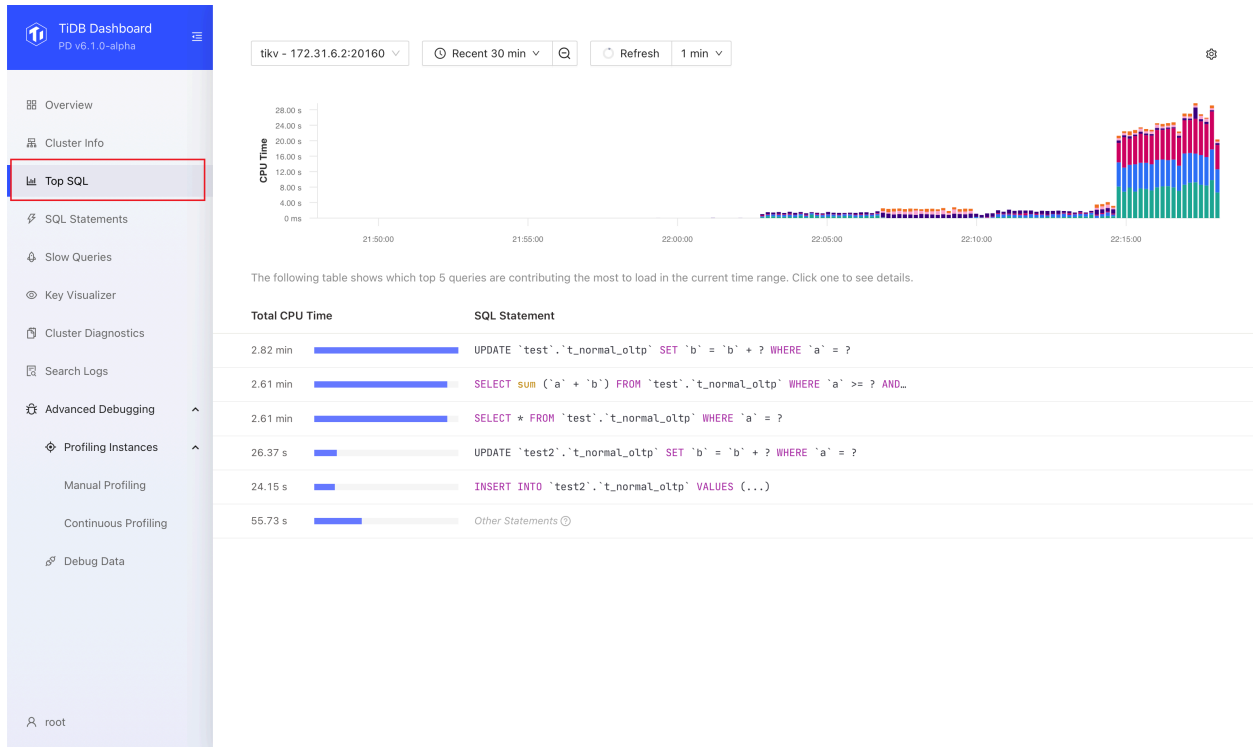 TiDB Dashboard
PD v6.1.0-alpha
Overview
Cluster Info
Top SQL
SQL Statements
Slow Queries
Key Visualizer
Cluster Diagnostics
Search Logs
Advanced Debugging
Profiling Instances
Manual Profiling
Continuous Profiling
Debug Data
root
tikv - 172.31.6.2:20160
Recent 30 min
Refresh
1 min
CPU Time
28.00 s
24.00 s
20.00 s
16.00 s
12.00 s
8.00 s
4.00 s
0 ms
21:50:00 21:55:00 22:00:00 22:05:00 22:10:00 22:15:00
The following table shows which top 5 queries are contributing the most to load in the current time range. Click one to see details.
Total CPU Time SQL Statement
2.82 min UPDATE `test`.`t_normal_oltp` SET `b` = `b` + ? WHERE `a` = ?
2.61 min SELECT sum (`a` + `b`) FROM `test`.`t_normal_oltp` WHERE `a` >= ? AND…
2.61 min SELECT * FROM `test`.`t_normal_oltp` WHERE `a` = ?
26.37 s UPDATE `test2`.`t_normal_oltp` SET `b` = `b` + ? WHERE `a` = ?
24.15 s INSERT INTO `test2`.`t_normal_oltp` VALUES (...)
55.73 s Other Statements